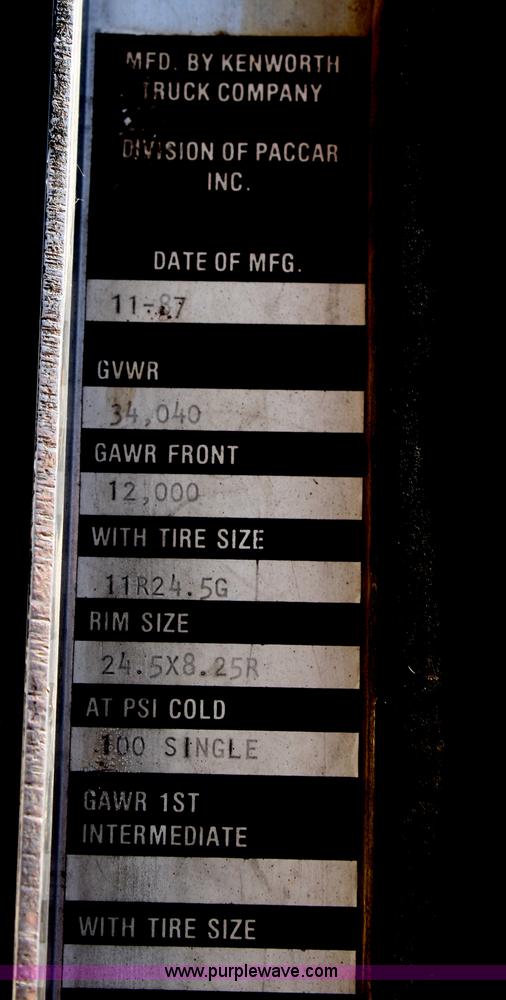 MFD. BY KENWORTH
TRUCK COMPANY
DIVISION OF PACCAR
INC.
DATE OF MFG.
11-87
GVWR
34,040
GAWR FRONT
12,000
WITH TIRE SIZE
11R24.5G
RIM SIZE
24.5X8.25R
AT PSI COLD
100 SINGLE
GAWR 1ST
INTERMEDIATE
WITH TIRE SIZE
www.purplewave.com